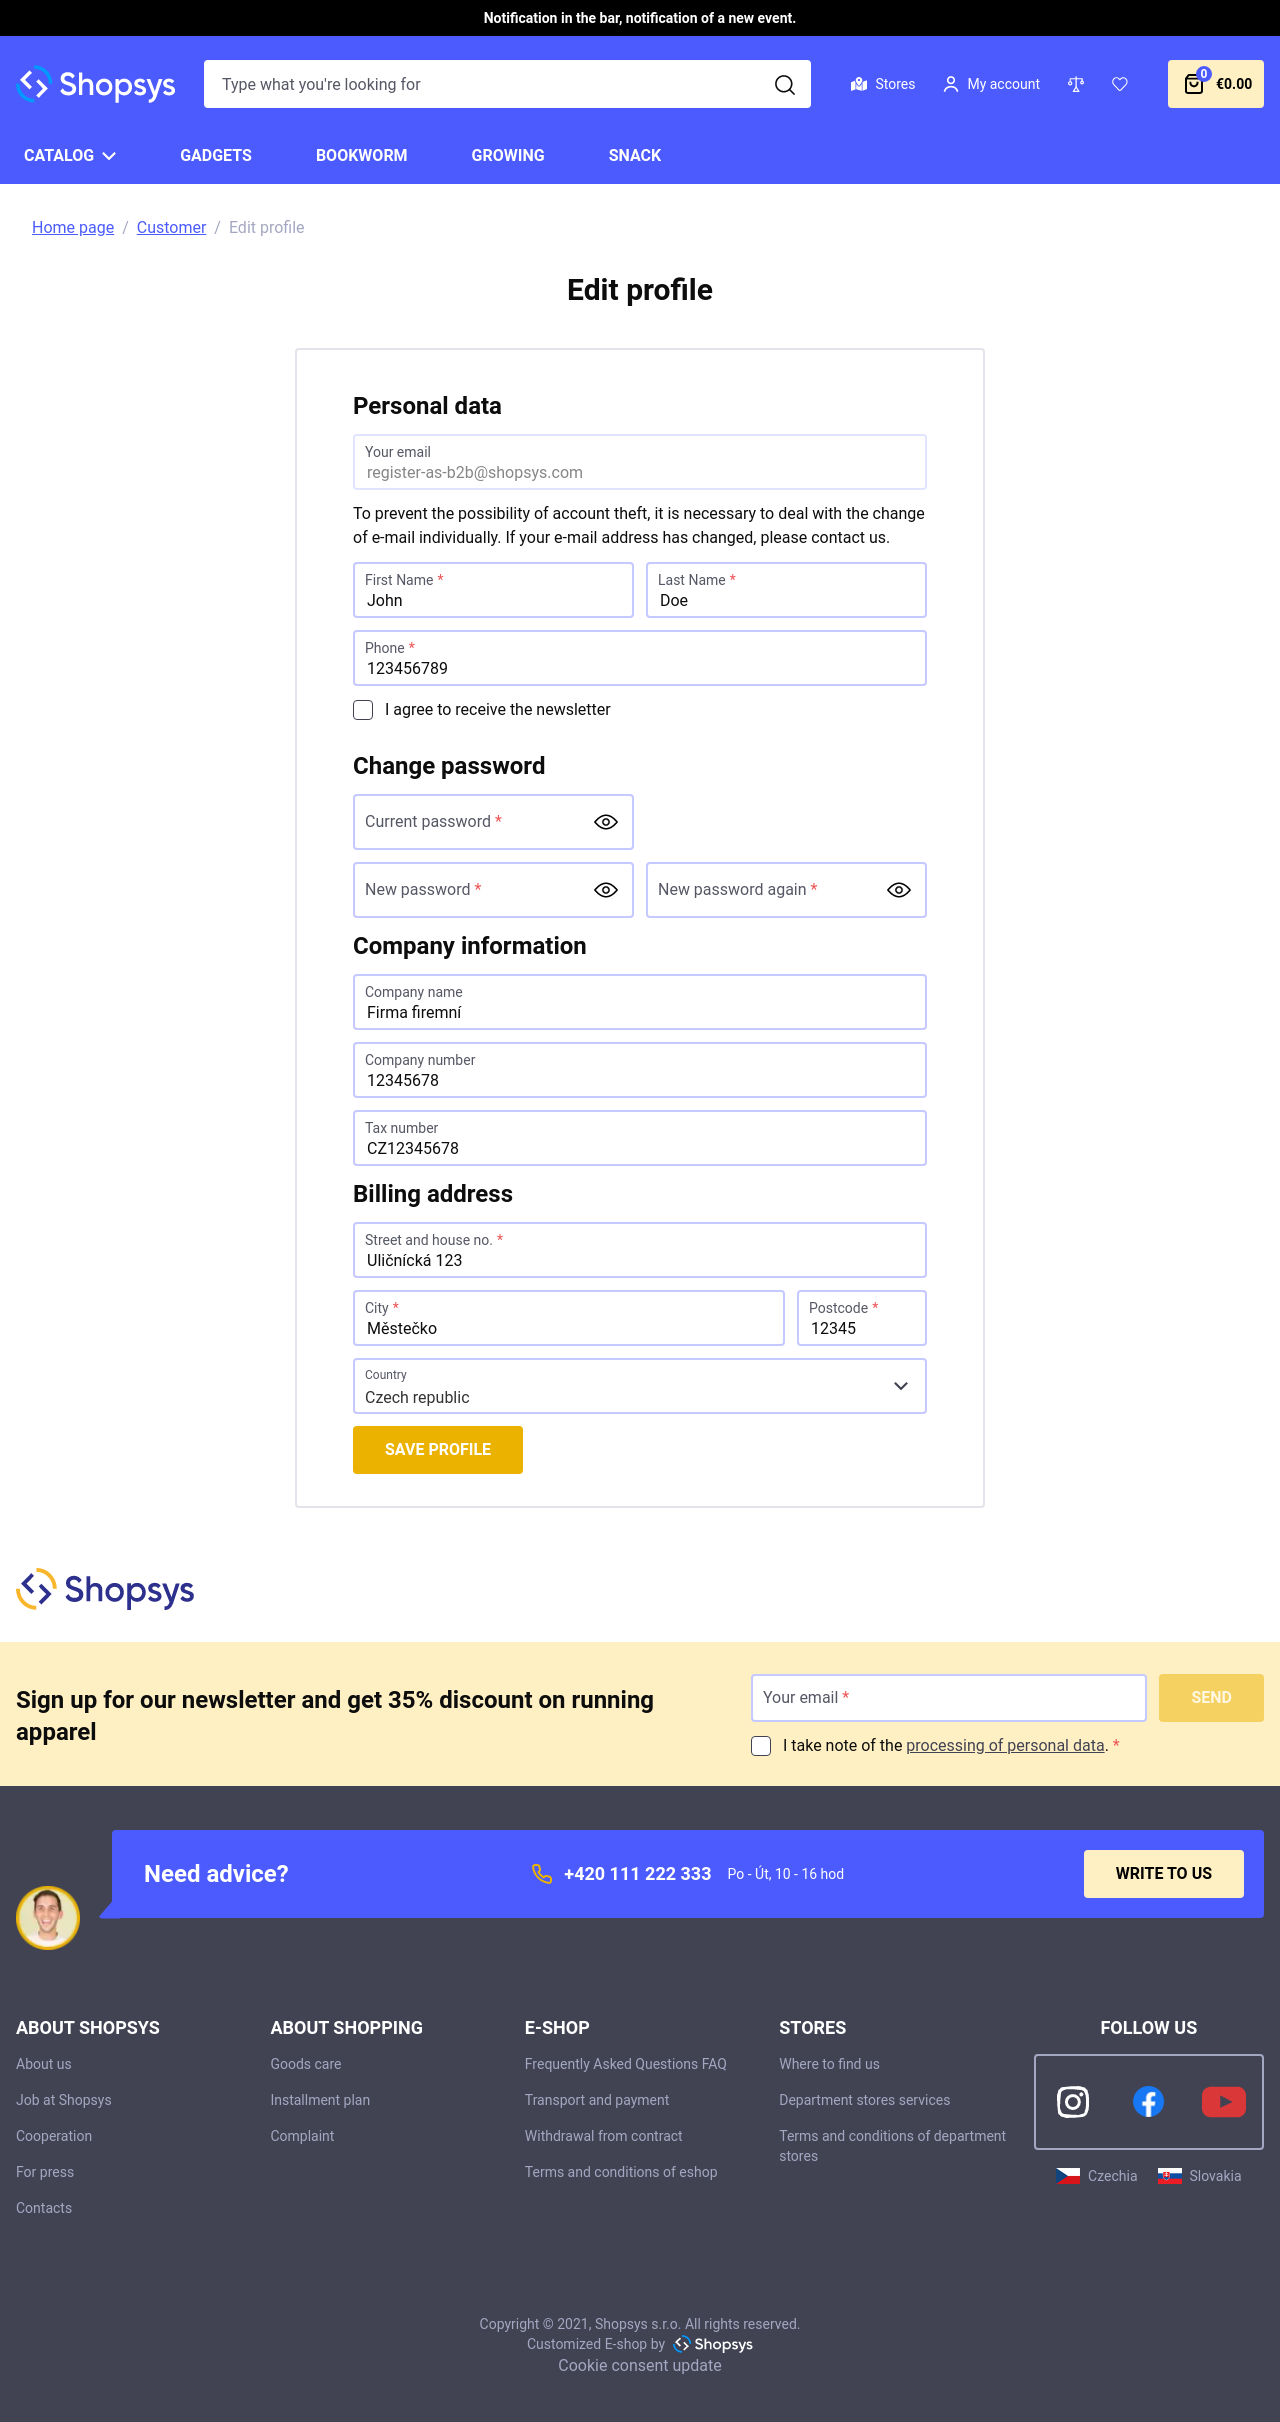 Notification in the bar, notification of a new event.
Shopsys
Type what you're looking for
Stores
My account
0
€0.00
CATALOG
GADGETS
BOOKWORM
GROWING
SNACK
Home page / Customer / Edit profile
Edit profile
Personal data
Your email
register-as-b2b@shopsys.com
To prevent the possibility of account theft, it is necessary to deal with the change
of e-mail individually. If your e-mail address has changed, please contact us.
First Name *
John
Last Name *
Doe
Phone *
123456789
I agree to receive the newsletter
Change password
Current password *
New password *
New password again *
Company information
Company name
Firma firemní
Company number
12345678
Tax number
CZ12345678
Billing address
Street and house no. *
Uličnícká 123
City *
Městečko
Postcode *
12345
Country
Czech republic
SAVE PROFILE
Shopsys
Sign up for our newsletter and get 35% discount on running
apparel
Your email *
SEND
I take note of the processing of personal data. *
Need advice?
+420 111 222 333
Po - Út, 10 - 16 hod
WRITE TO US
ABOUT SHOPSYS
About us
Job at Shopsys
Cooperation
For press
Contacts
ABOUT SHOPPING
Goods care
Installment plan
Complaint
E-SHOP
Frequently Asked Questions FAQ
Transport and payment
Withdrawal from contract
Terms and conditions of eshop
STORES
Where to find us
Department stores services
Terms and conditions of department
stores
FOLLOW US
Czechia
Slovakia
Copyright © 2021, Shopsys s.r.o. All rights reserved.
Customized E-shop by Shopsys
Cookie consent update